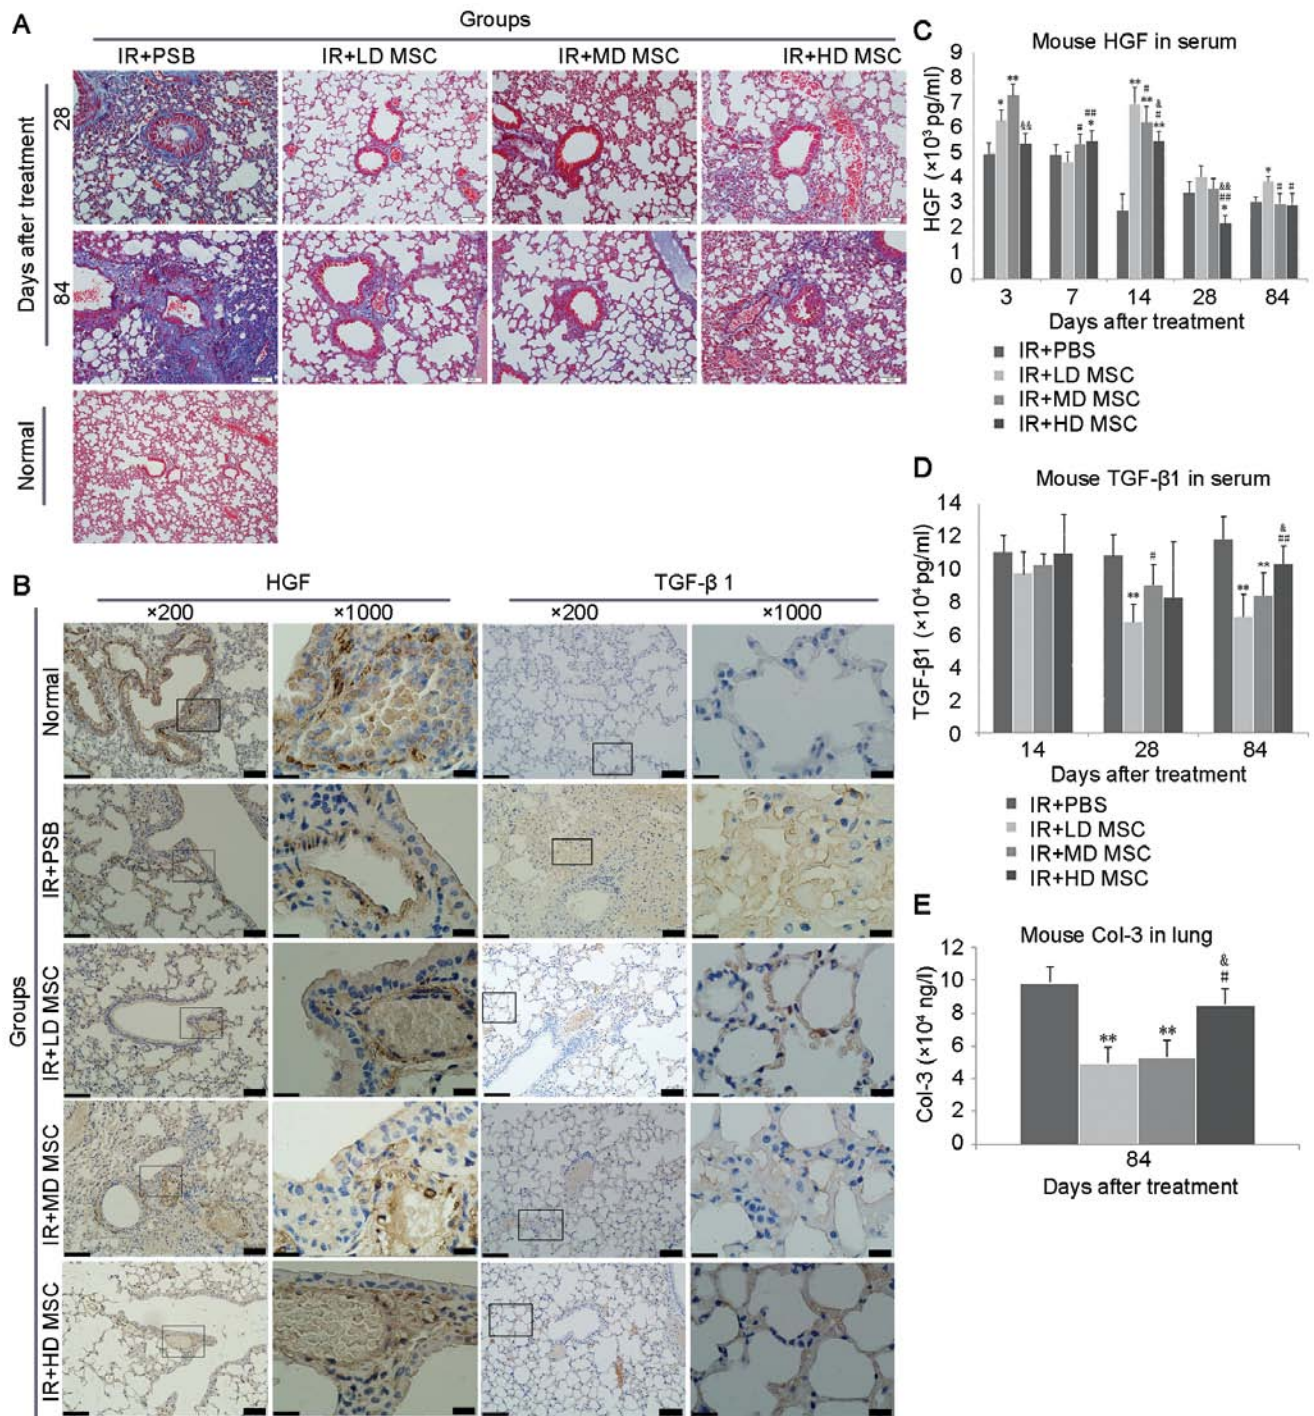 A
Groups
IR+PSB
IR+LD MSC
IR+MD MSC
IR+HD MSC
Days after treatment
28
84
Normal
B
HGF
TGF-β 1
×200
×1000
×200
×1000
Groups
Normal
IR+PSB
IR+LD MSC
IR+MD MSC
IR+HD MSC
C
Mouse HGF in serum
HGF (×10³ pg/ml)
9
8
7
6
5
4
3
2
1
0
* ** &&
# ## *
** # ** & # **
&& ## *
* # #
3 7 14 28 84
Days after treatment
IR+PBS
IR+LD MSC
IR+MD MSC
IR+HD MSC
D
Mouse TGF-β1 in serum
TGF-β1 (×10⁴ pg/ml)
14
12
10
8
6
4
2
0
** #
** ** & ##
14 28 84
Days after treatment
IR+PBS
IR+LD MSC
IR+MD MSC
IR+HD MSC
E
Mouse Col-3 in lung
Col-3 (×10⁴ ng/l)
12
10
8
6
4
2
0
** ** & #
84
Days after treatment